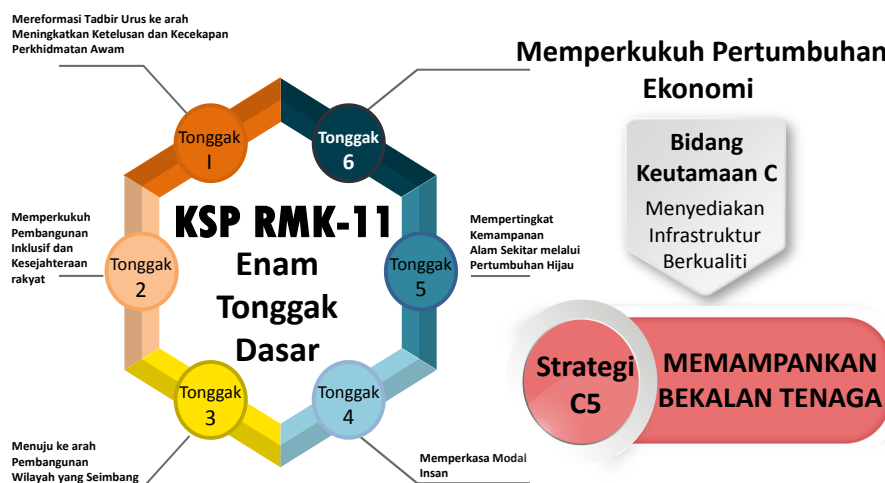 Mereformasi Tadbir Urus ke arah
Meningkatkan Ketelusan dan Kecekapan
Perkhidmatan Awam
Memperkukuh Pertumbuhan
Ekonomi
Tonggak
I
Tonggak
6
Bidang
Keutamaan C
Menyediakan
Infrastruktur
Berkualiti
Memperkukuh
Pembangunan
Inklusif dan
Kesejahteraan
rakyat
Tonggak
2
KSP RMK-11
Enam
Tonggak
Dasar
Tonggak
5
Mempertingkat
Kemampanan
Alam Sekitar melalui
Pertumbuhan Hijau
Strategi
C5
MEMAMPANKAN
BEKALAN TENAGA
Tonggak
3
Tonggak
4
Menuju ke arah
Pembangunan
Wilayah yang Seimbang
Memperkasa Modal
Insan